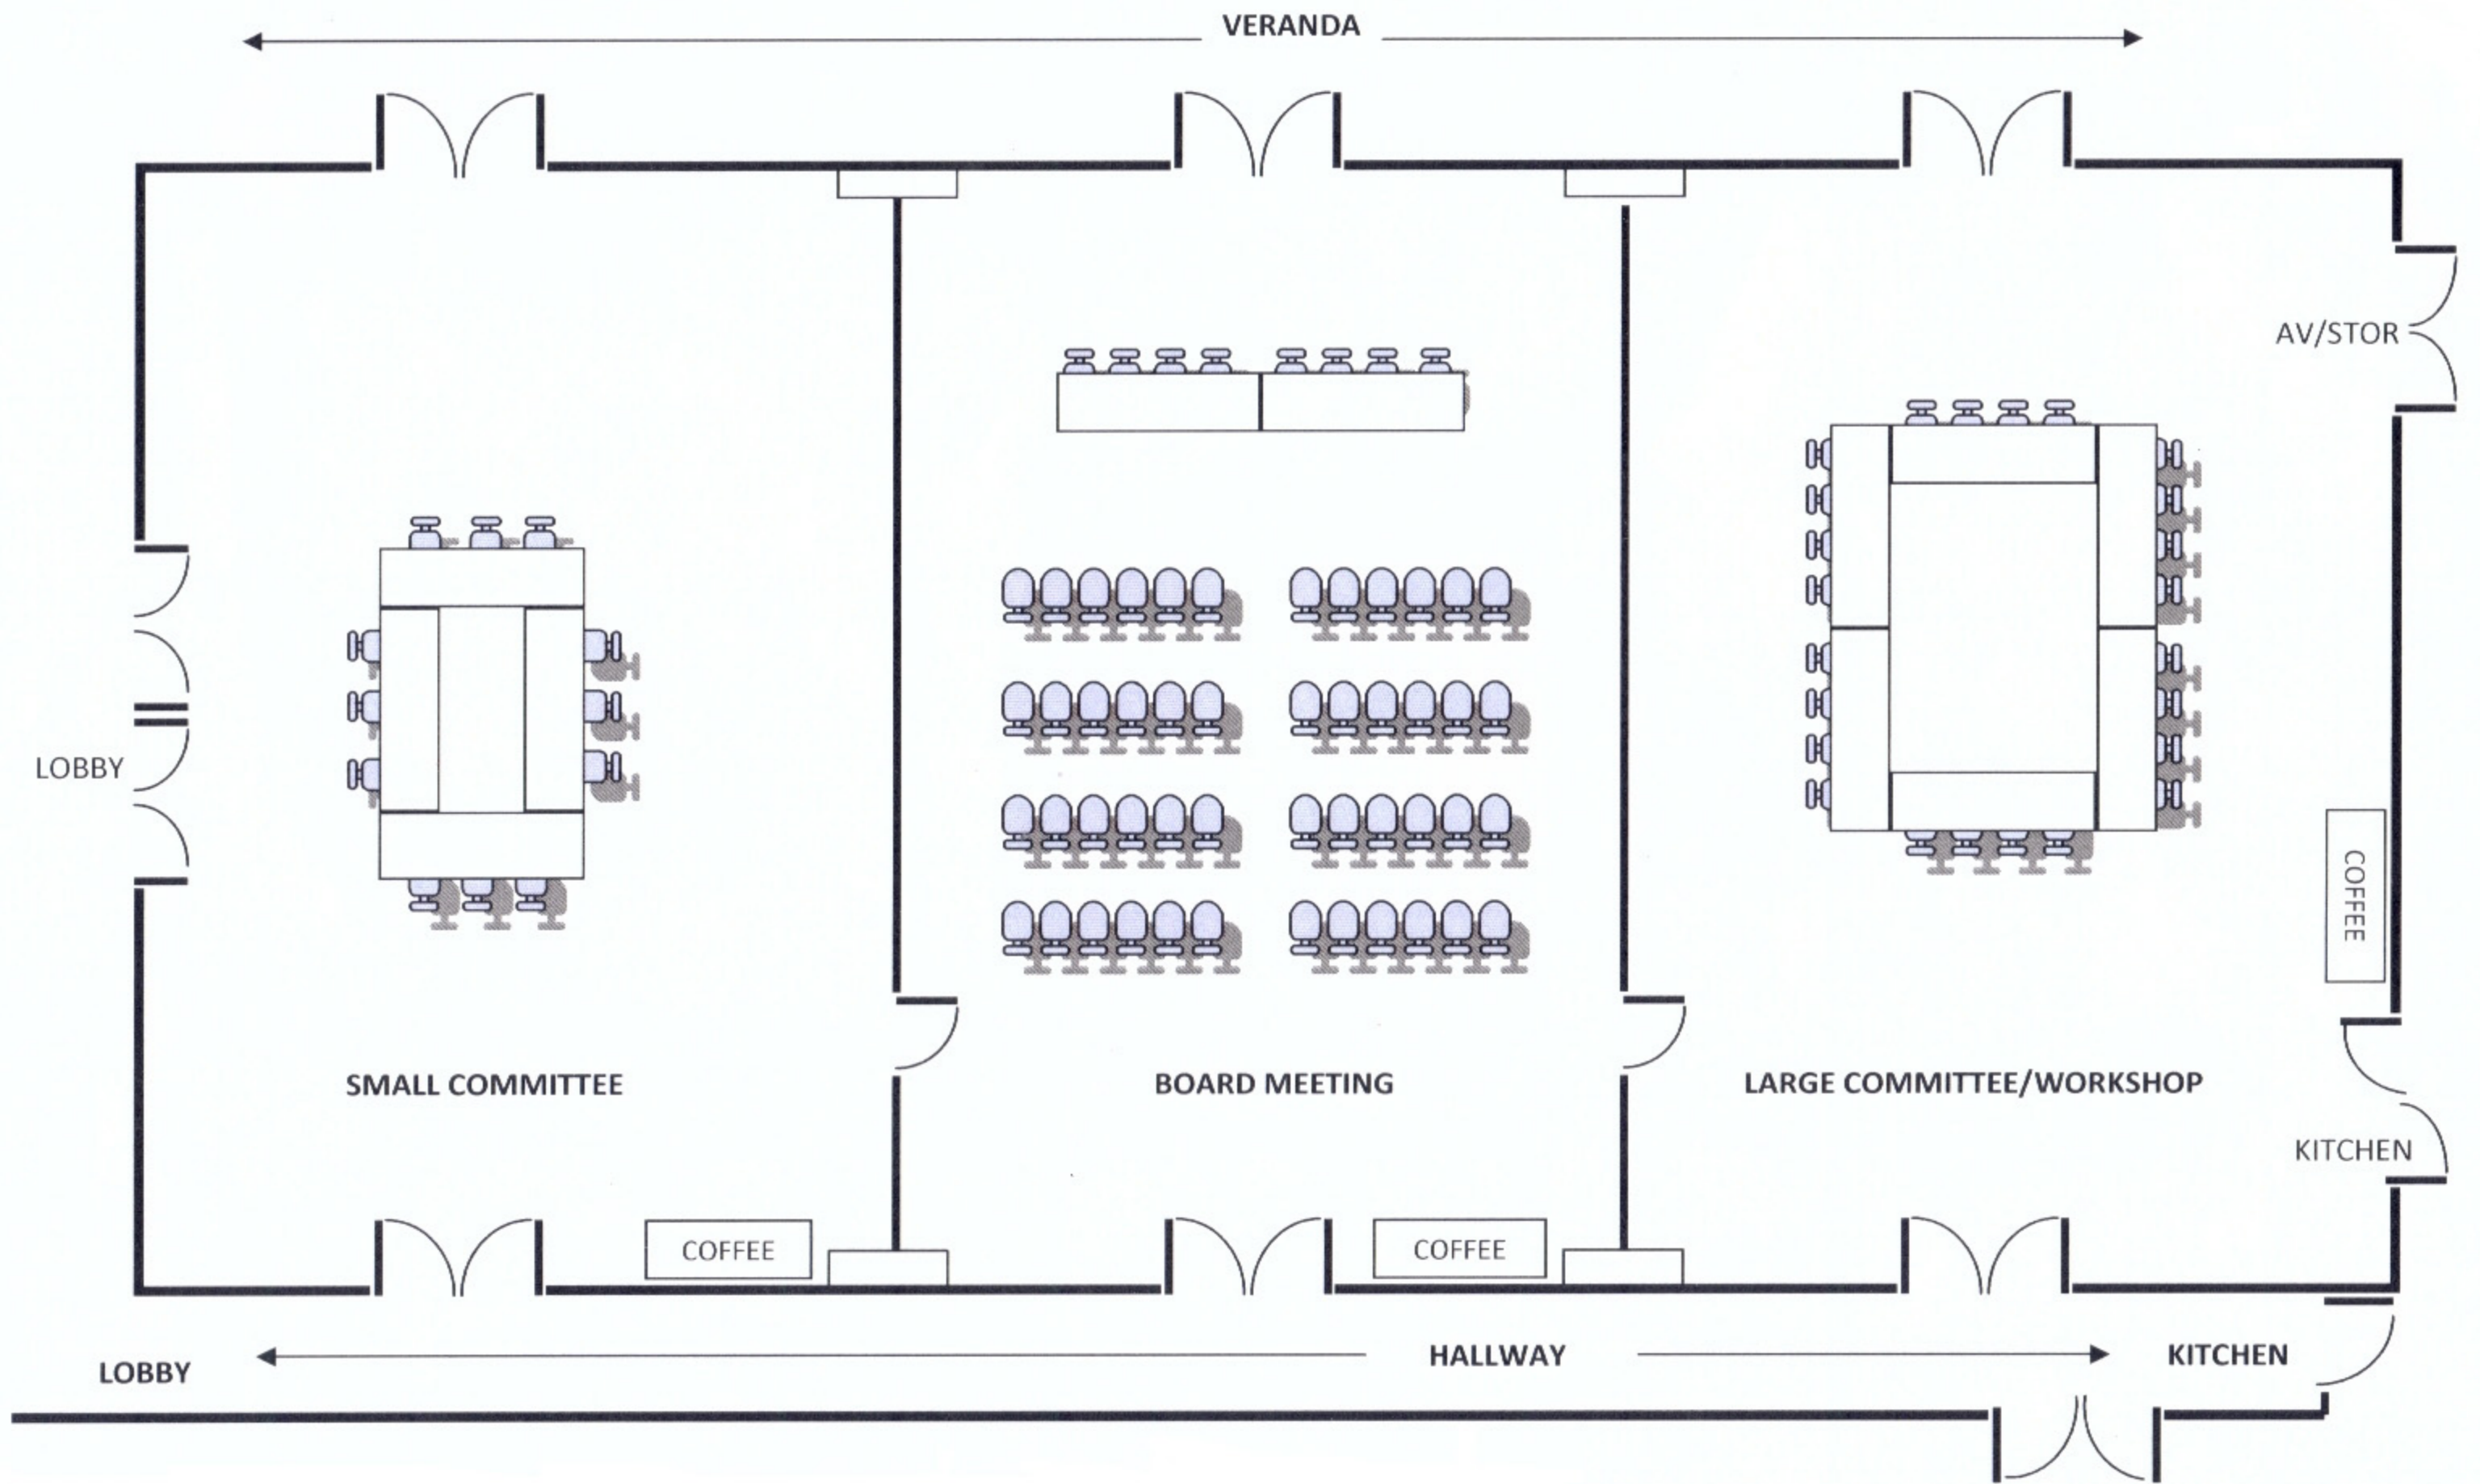 VERANDA
AV/STOR
LOBBY
COFFEE
SMALL COMMITTEE
BOARD MEETING
LARGE COMMITTEE/WORKSHOP
KITCHEN
COFFEE
COFFEE
LOBBY
HALLWAY
KITCHEN